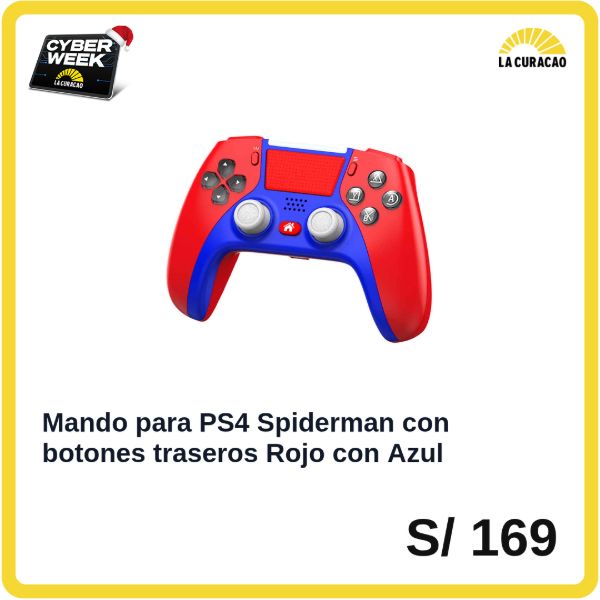 CYBER
WEEK
LA CURACAO
LA CURACAO
Mando para PS4 Spiderman con
botones traseros Rojo con Azul
S/ 169